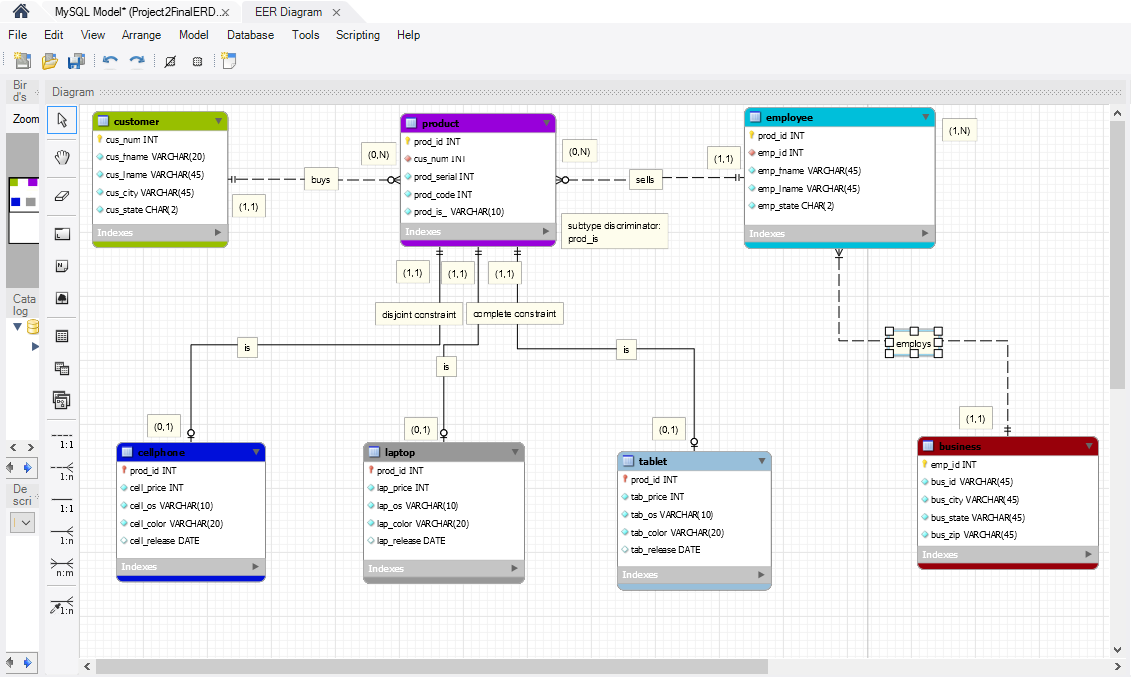 MySQL Model* (Project2FinalERD...
EER Diagram
File Edit View Arrange Model Database Tools Scripting Help
Bir
d's
Diagram
Zoom
customer
cus_num INT
cus_fname VARCHAR(20)
cus_lname VARCHAR(45)
cus_city VARCHAR(45)
cus_state CHAR(2)
Indexes
(1,1)
buys
(0,N)
product
prod_id INT
cus_num INT
prod_serial INT
prod_code INT
prod_is_ VARCHAR(10)
Indexes
(0,N)
sells
(1,1)
subtype discriminator:
prod_is
employee
prod_id INT
emp_id INT
emp_fname VARCHAR(45)
emp_lname VARCHAR(45)
emp_state CHAR(2)
Indexes
(1,N)
(1,1)
(1,1)
(1,1)
disjoint constraint
complete constraint
Cata
log
is
is
is
employs
(0,1)
(0,1)
(0,1)
(1,1)
cellphone
prod_id INT
cell_price INT
cell_os VARCHAR(10)
cell_color VARCHAR(20)
cell_release DATE
Indexes
laptop
prod_id INT
lap_price INT
lap_os VARCHAR(10)
lap_color VARCHAR(20)
lap_release DATE
Indexes
tablet
prod_id INT
tab_price INT
tab_os VARCHAR(10)
tab_color VARCHAR(20)
tab_release DATE
Indexes
business
emp_id INT
bus_id VARCHAR(45)
bus_city VARCHAR(45)
bus_state VARCHAR(45)
bus_zip VARCHAR(45)
Indexes
De
scri
1:1
1:n
1:1
1:n
n:m
1:n